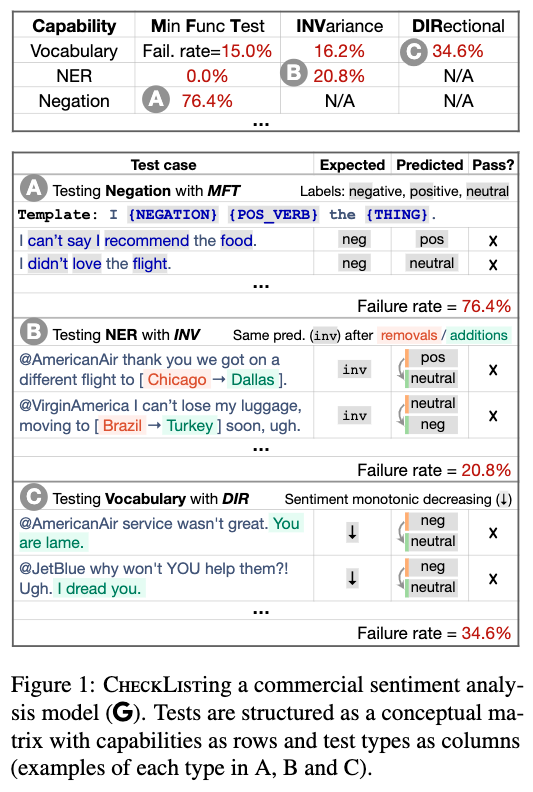 Capability Min Func Test INVariance DIRectional
Vocabulary Fail. rate=15.0% 16.2% C 34.6%
NER 0.0% B 20.8% N/A
Negation A 76.4% N/A N/A
...
Test case Expected Predicted Pass?
A Testing Negation with MFT Labels: negative, positive, neutral
Template: I {NEGATION} {POS_VERB} the {THING}.
I can't say I recommend the food. neg pos X
I didn't love the flight. neg neutral X
...
Failure rate = 76.4%
B Testing NER with INV Same pred. (inv) after removals / additions
@AmericanAir thank you we got on a
different flight to [ Chicago → Dallas ]. inv pos neutral X
@VirginAmerica I can't lose my luggage,
moving to [ Brazil → Turkey ] soon, ugh. inv neutral neg X
...
Failure rate = 20.8%
C Testing Vocabulary with DIR Sentiment monotonic decreasing (↓)
@AmericanAir service wasn't great. You
are lame. ↓ neg neutral X
@JetBlue why won't YOU help them?!
Ugh. I dread you. ↓ neg neutral X
...
Failure rate = 34.6%
Figure 1: CHECKLISTing a commercial sentiment analy-
sis model (G). Tests are structured as a conceptual ma-
trix with capabilities as rows and test types as columns
(examples of each type in A, B and C).